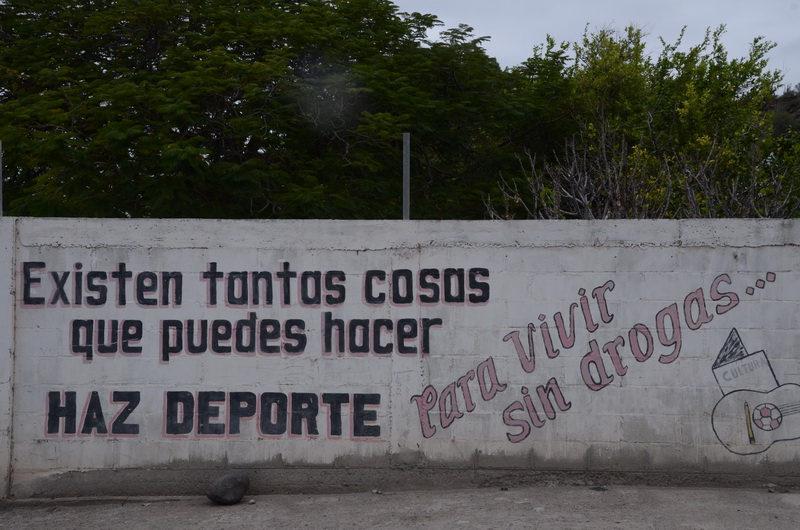 Existen tantas cosas
que puedes hacer
HAZ DEPORTE
Para vivir
sin drogas...
CULTURA